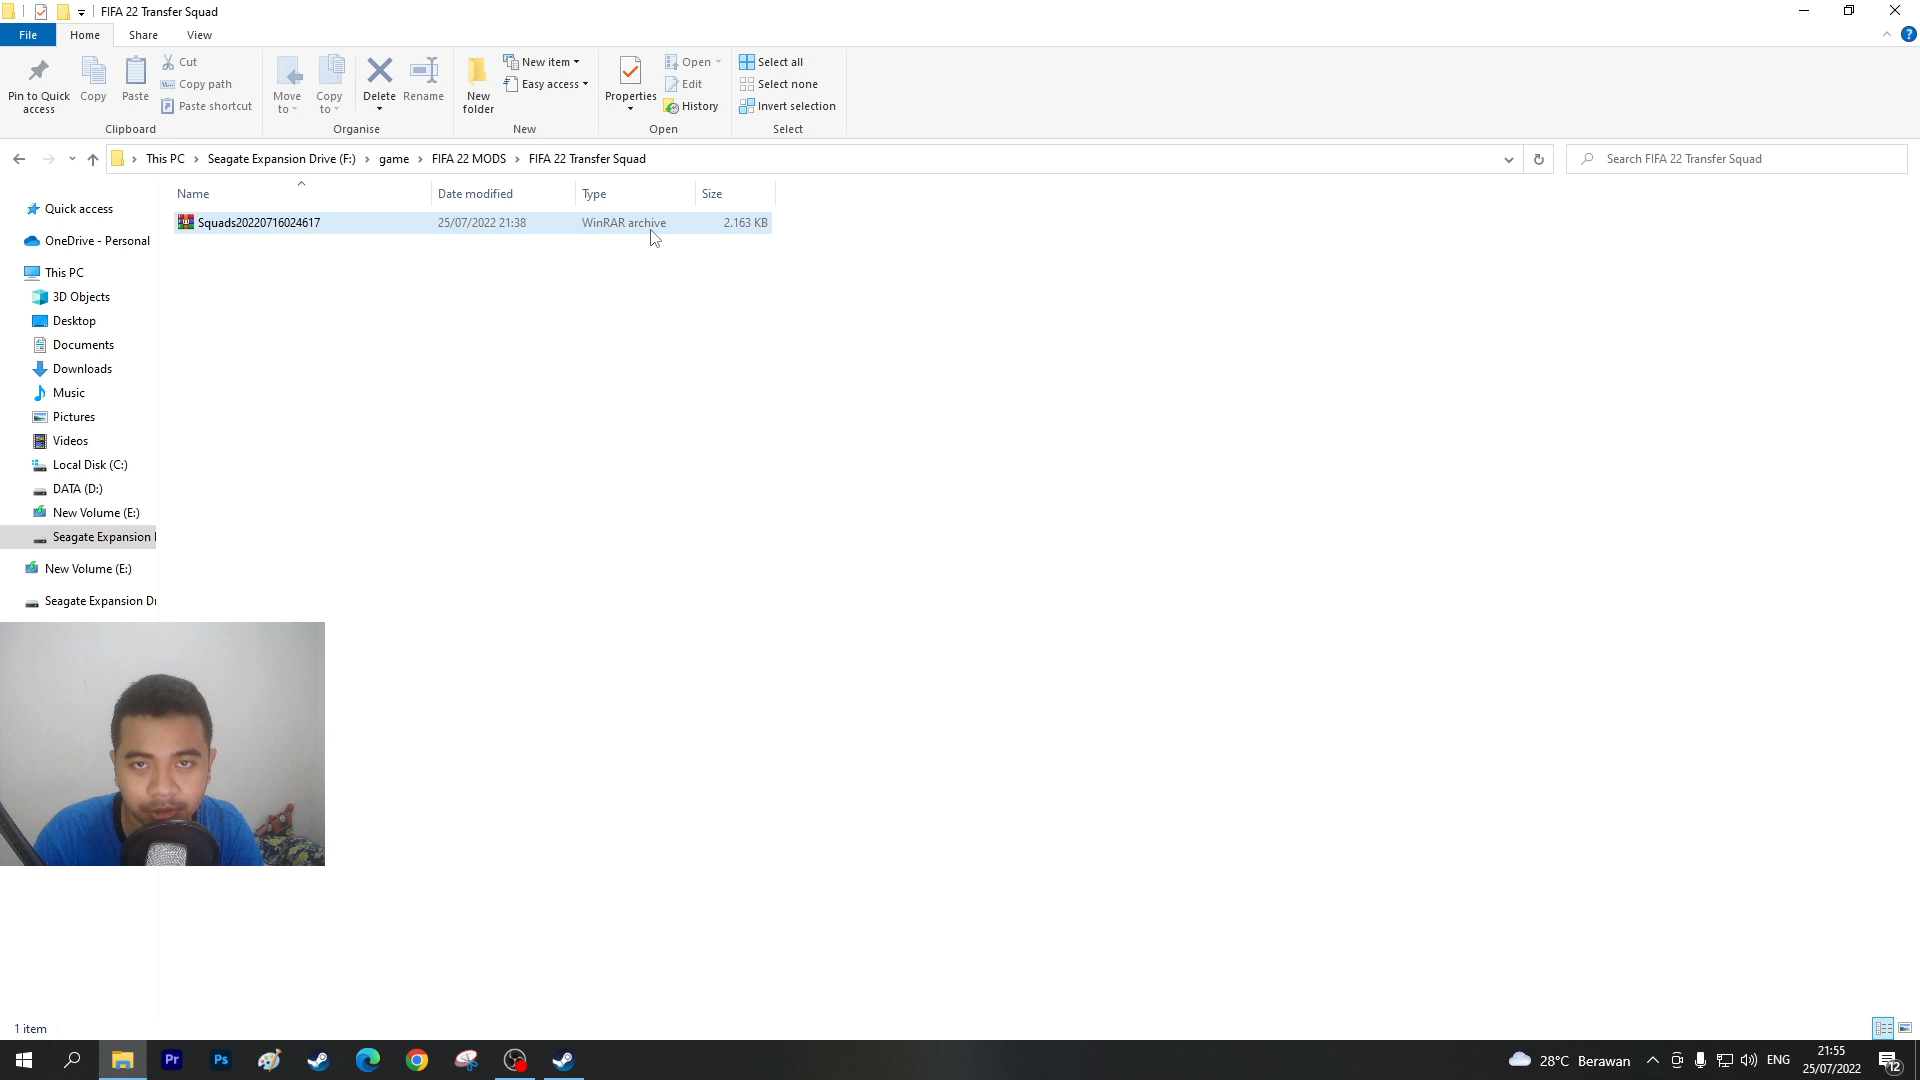 FIFA 22 Transfer Squad
File Home Share View
Pin to Quick access
Copy
Paste
Cut
Copy path
Paste shortcut
Clipboard
Move to
Copy to
Delete
Rename
Organise
New folder
New item
Easy access
New
Properties
Open
Edit
History
Open
Select all
Select none
Invert selection
Select
This PC › Seagate Expansion Drive (F:) › game › FIFA 22 MODS › FIFA 22 Transfer Squad
Search FIFA 22 Transfer Squad
Name Date modified Type Size
Squads20220716024617 25/07/2022 21:38 WinRAR archive 2.163 KB
Quick access
OneDrive - Personal
This PC
3D Objects
Desktop
Documents
Downloads
Music
Pictures
Videos
Local Disk (C:)
DATA (D:)
New Volume (E:)
Seagate Expansion
New Volume (E:)
Seagate Expansion
1 item
Pr Ps
28°C Berawan
ENG
21:55
25/07/2022
12